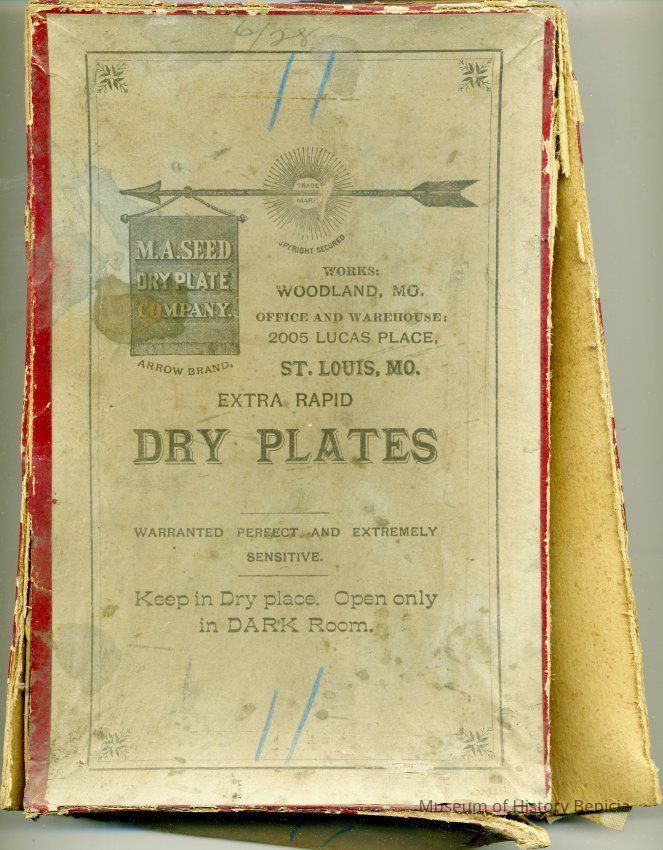 6/28
11
TRADE
MARK
COPYRIGHT SECURED
M. A. SEED
DRY PLATE
COMPANY.
ARROW BRAND,
WORKS:
WOODLAND, MO.
OFFICE AND WAREHOUSE:
2005 LUCAS PLACE,
ST. LOUIS, MO.
EXTRA RAPID
DRY PLATES
WARRANTED PERFECT AND EXTREMELY
SENSITIVE.
Keep in Dry place. Open only
in DARK Room.
11
Museum of History Benicia